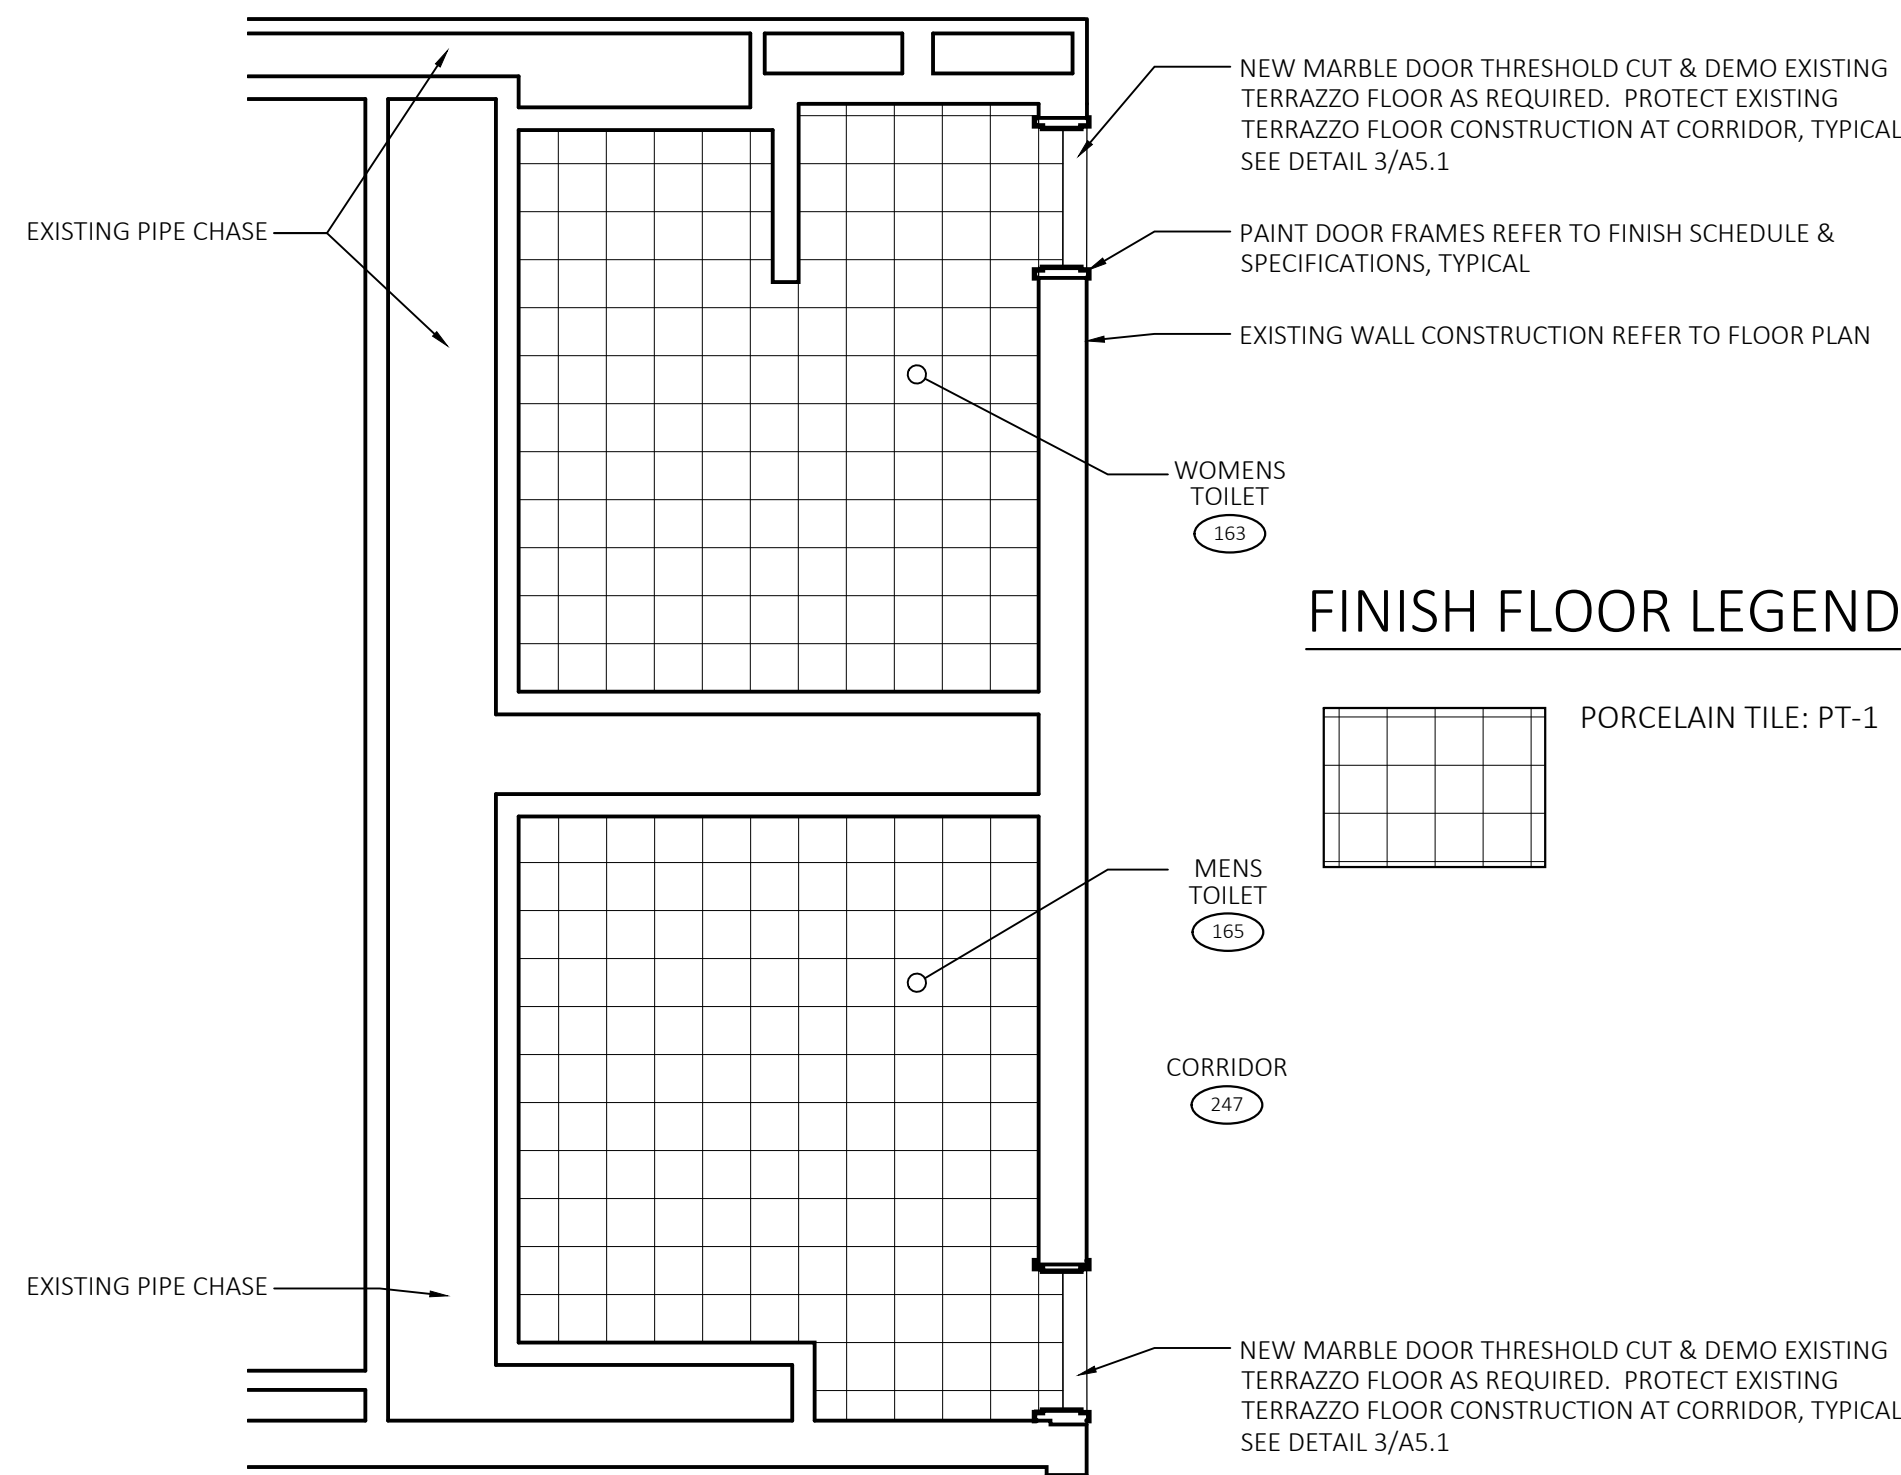 NEW MARBLE DOOR THRESHOLD CUT & DEMO EXISTING
TERRAZZO FLOOR AS REQUIRED. PROTECT EXISTING
TERRAZZO FLOOR CONSTRUCTION AT CORRIDOR, TYPICAL
SEE DETAIL 3/A5.1
EXISTING PIPE CHASE
PAINT DOOR FRAMES REFER TO FINISH SCHEDULE &
SPECIFICATIONS, TYPICAL
EXISTING WALL CONSTRUCTION REFER TO FLOOR PLAN
WOMENS
TOILET
163
FINISH FLOOR LEGEND
PORCELAIN TILE: PT-1
MENS
TOILET
165
CORRIDOR
247
EXISTING PIPE CHASE
NEW MARBLE DOOR THRESHOLD CUT & DEMO EXISTING
TERRAZZO FLOOR AS REQUIRED. PROTECT EXISTING
TERRAZZO FLOOR CONSTRUCTION AT CORRIDOR, TYPICAL
SEE DETAIL 3/A5.1